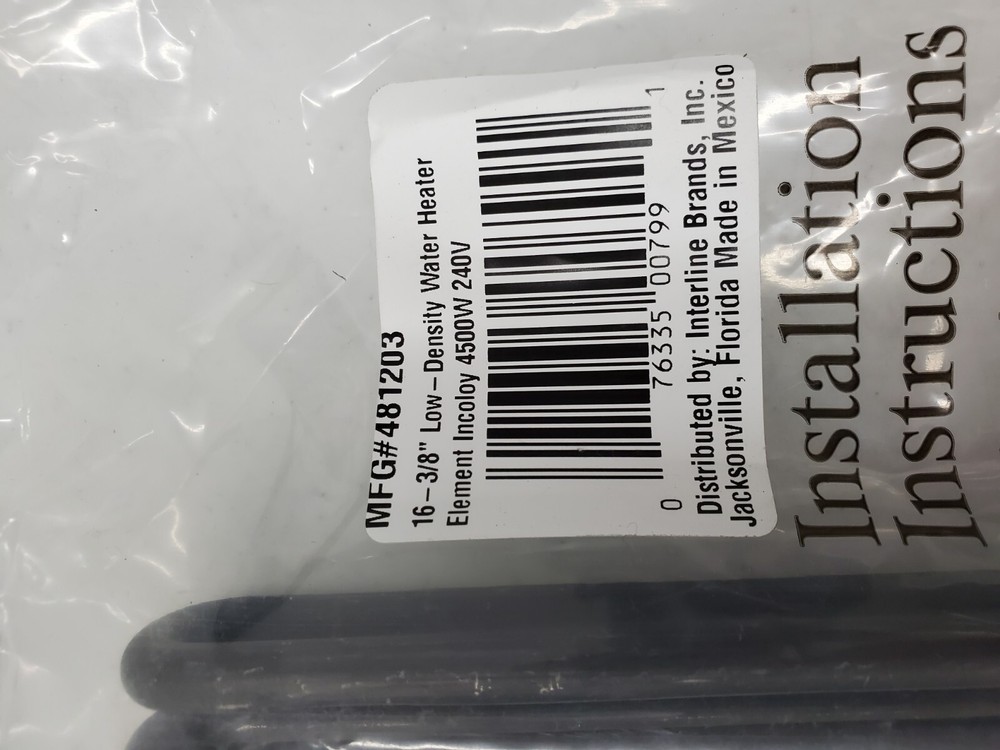 MFG#481203
16-3/8" Low-Density Water Heater
Element Incoloy 4500W 240V
0 76335 00799 1
Distributed by: Interline Brands, Inc.
Jacksonville, Florida Made in Mexico
Installation
Instructions